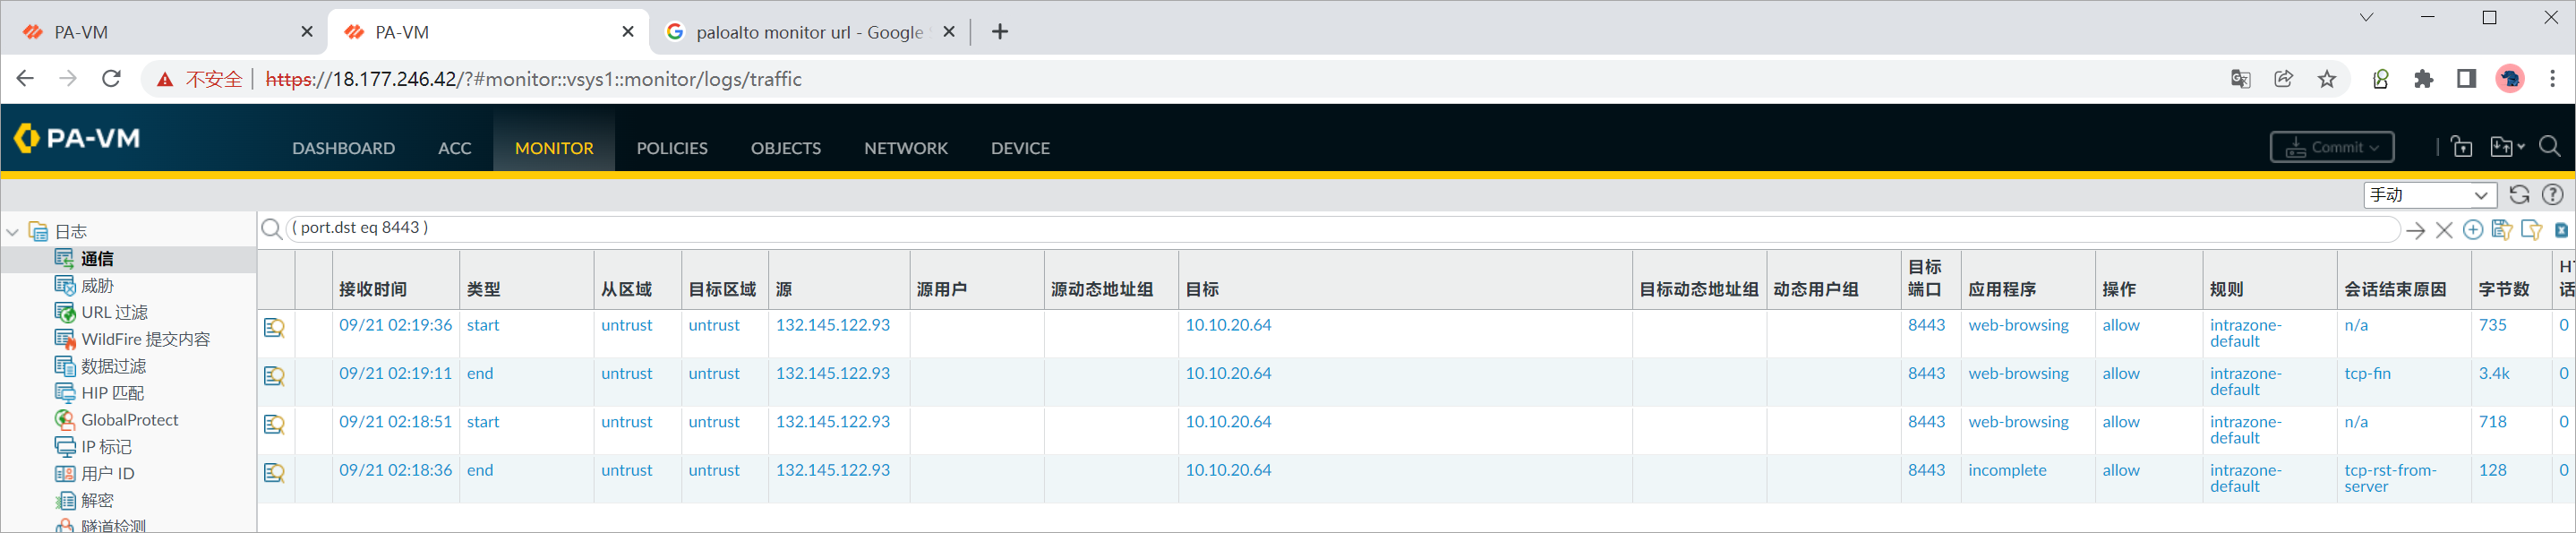 PA-VM
PA-VM
paloalto monitor url - Google
不安全 https://18.177.246.42/?#monitor::vsys1::monitor/logs/traffic
PA-VM
DASHBOARD ACC MONITOR POLICIES OBJECTS NETWORK DEVICE
Commit
手动
日志
通信
威胁
URL 过滤
WildFire 提交内容
数据过滤
HIP 匹配
GlobalProtect
IP 标记
用户 ID
解密
隧道检测
( port.dst eq 8443 )
接收时间 类型 从区域 目标区域 源 源用户 源动态地址组 目标 目标动态地址组 动态用户组 目标端口 应用程序 操作 规则 会话结束原因 字节数
09/21 02:19:36 start untrust untrust 132.145.122.93 10.10.20.64 8443 web-browsing allow intrazone-default n/a 735 0
09/21 02:19:11 end untrust untrust 132.145.122.93 10.10.20.64 8443 web-browsing allow intrazone-default tcp-fin 3.4k 0
09/21 02:18:51 start untrust untrust 132.145.122.93 10.10.20.64 8443 web-browsing allow intrazone-default n/a 718 0
09/21 02:18:36 end untrust untrust 132.145.122.93 10.10.20.64 8443 incomplete allow intrazone-default tcp-rst-from-server 128 0